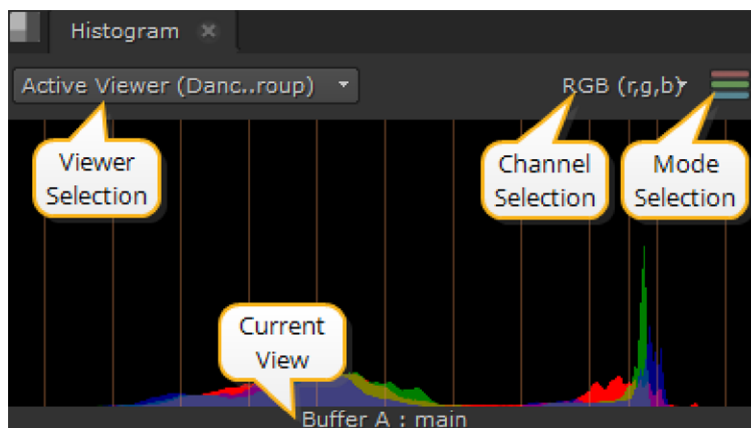 Histogram
Active Viewer (Danc..roup)
RGB (r,g,b)
Viewer
Selection
Channel
Selection
Mode
Selection
Current
View
Buffer A : main